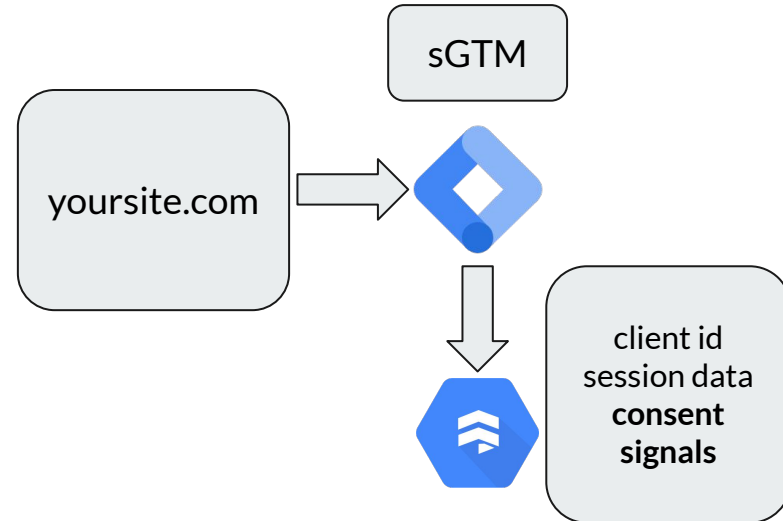 sGTM
yoursite.com
client id
session data
consent
signals